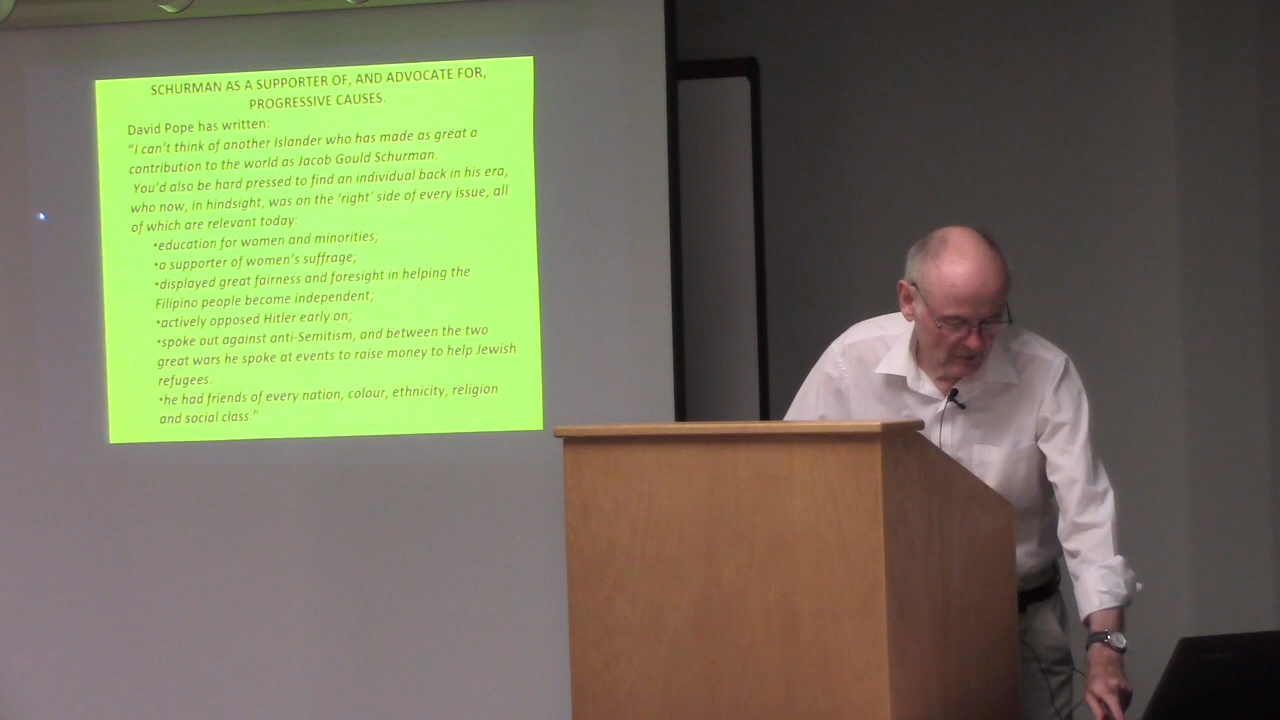 SCHURMAN AS A SUPPORTER OF, AND ADVOCATE FOR,
PROGRESSIVE CAUSES.
David Pope has written:
“I can’t think of another Islander who has made as great a
contribution to the world as Jacob Gould Schurman.
You’d also be hard pressed to find an individual back in his era,
who now, in hindsight, was on the ‘right’ side of every issue, all
of which are relevant today:
•education for women and minorities;
•a supporter of women’s suffrage;
•displayed great fairness and foresight in helping the
Filipino people become independent;
•actively opposed Hitler early on;
•spoke out against anti-Semitism, and between the two
great wars he spoke at events to raise money to help Jewish
refugees.
•he had friends of every nation, colour, ethnicity, religion
and social class.”